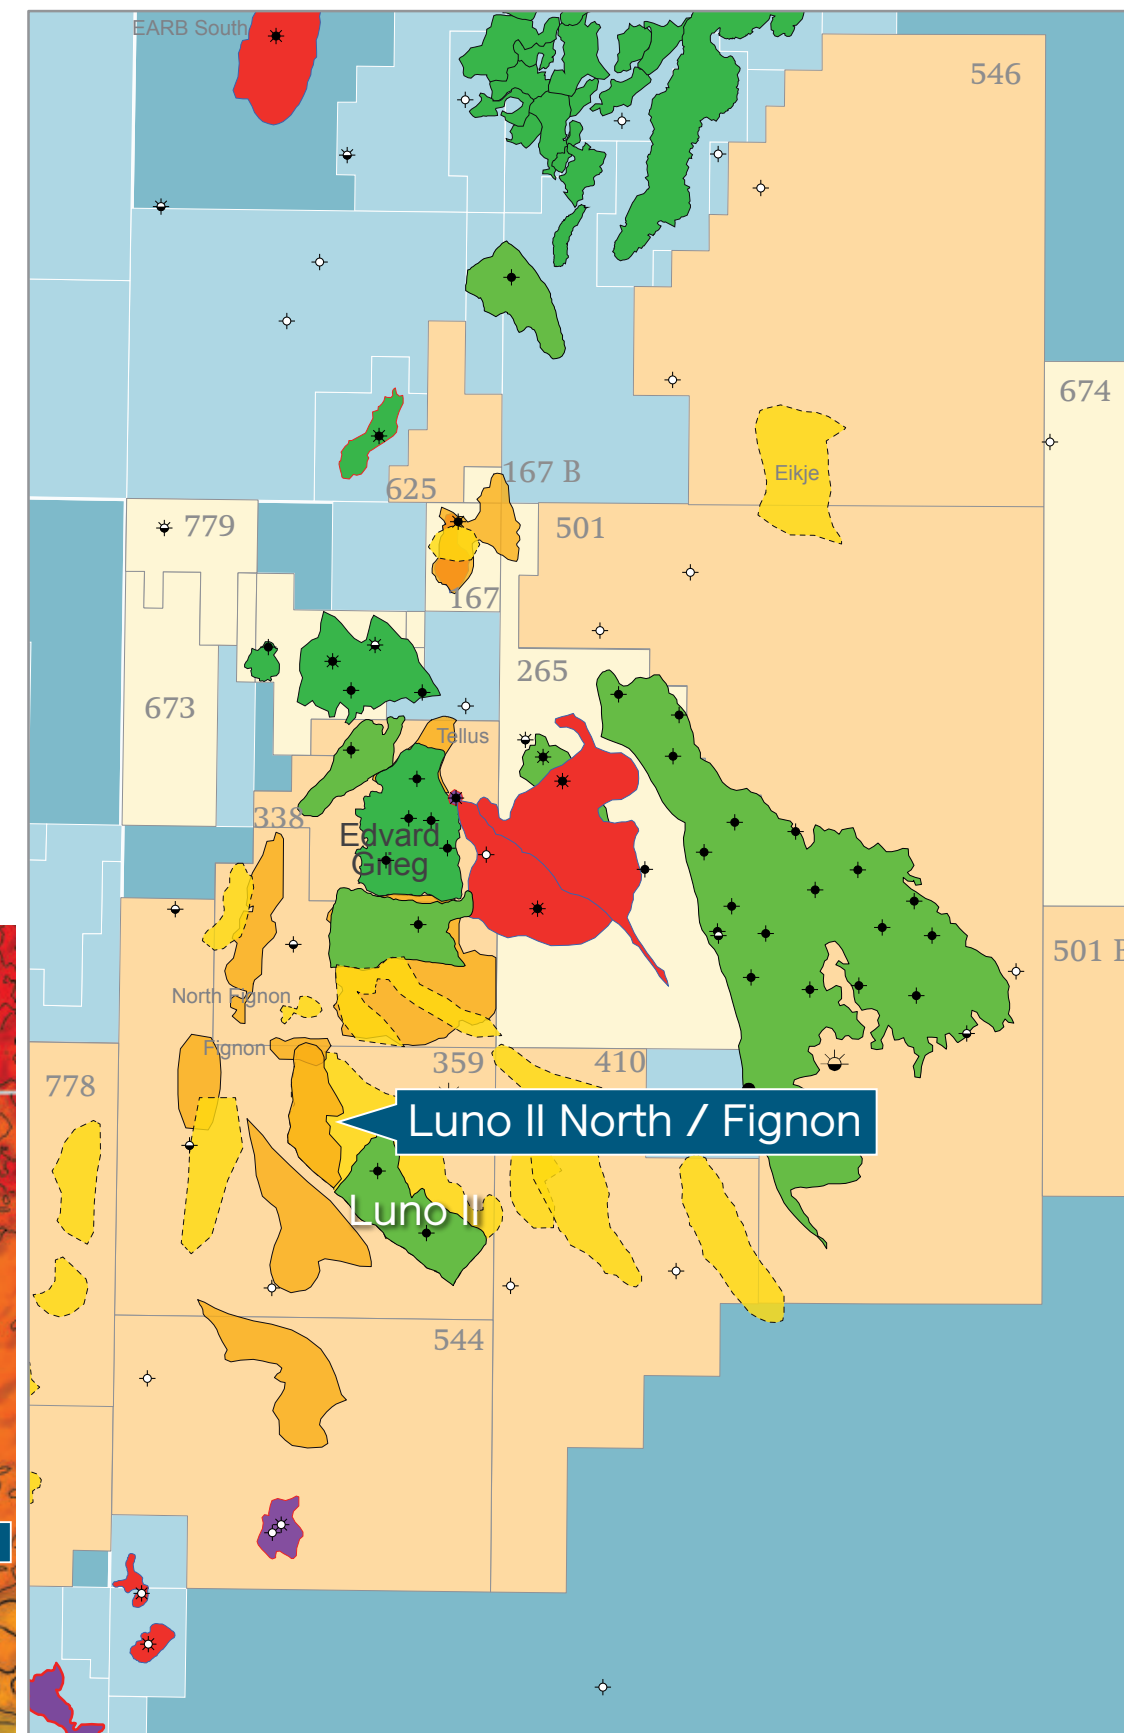 EARB South
546
674
Eikje
625
167 B
779
501
167
265
673
Tellus
338
Edvard
Grieg
501 B
North Fignon
Fignon
359
410
778
Luno II North / Fignon
Luno II
544